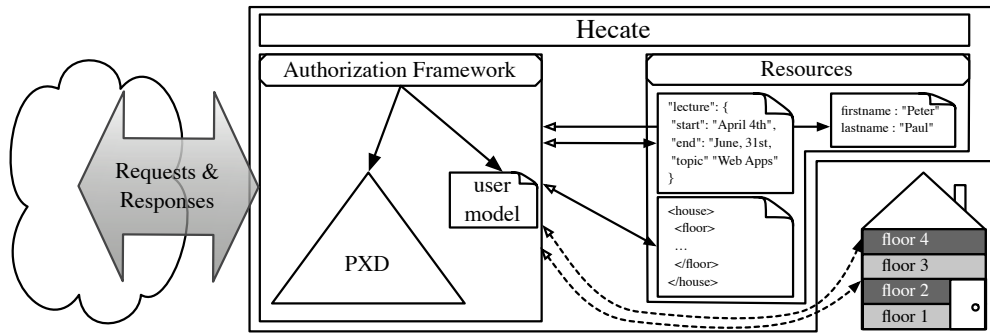 Hecate
Authorization Framework
Resources
Requests &
Responses
PXD
user
model
"lecture": {
"start": "April 4th",
"end": "June, 31st,
"topic" "Web Apps"
}
firstname : "Peter"
lastname : "Paul"
<house>
<floor>
...
</floor>
</house>
floor 4
floor 3
floor 2
floor 1